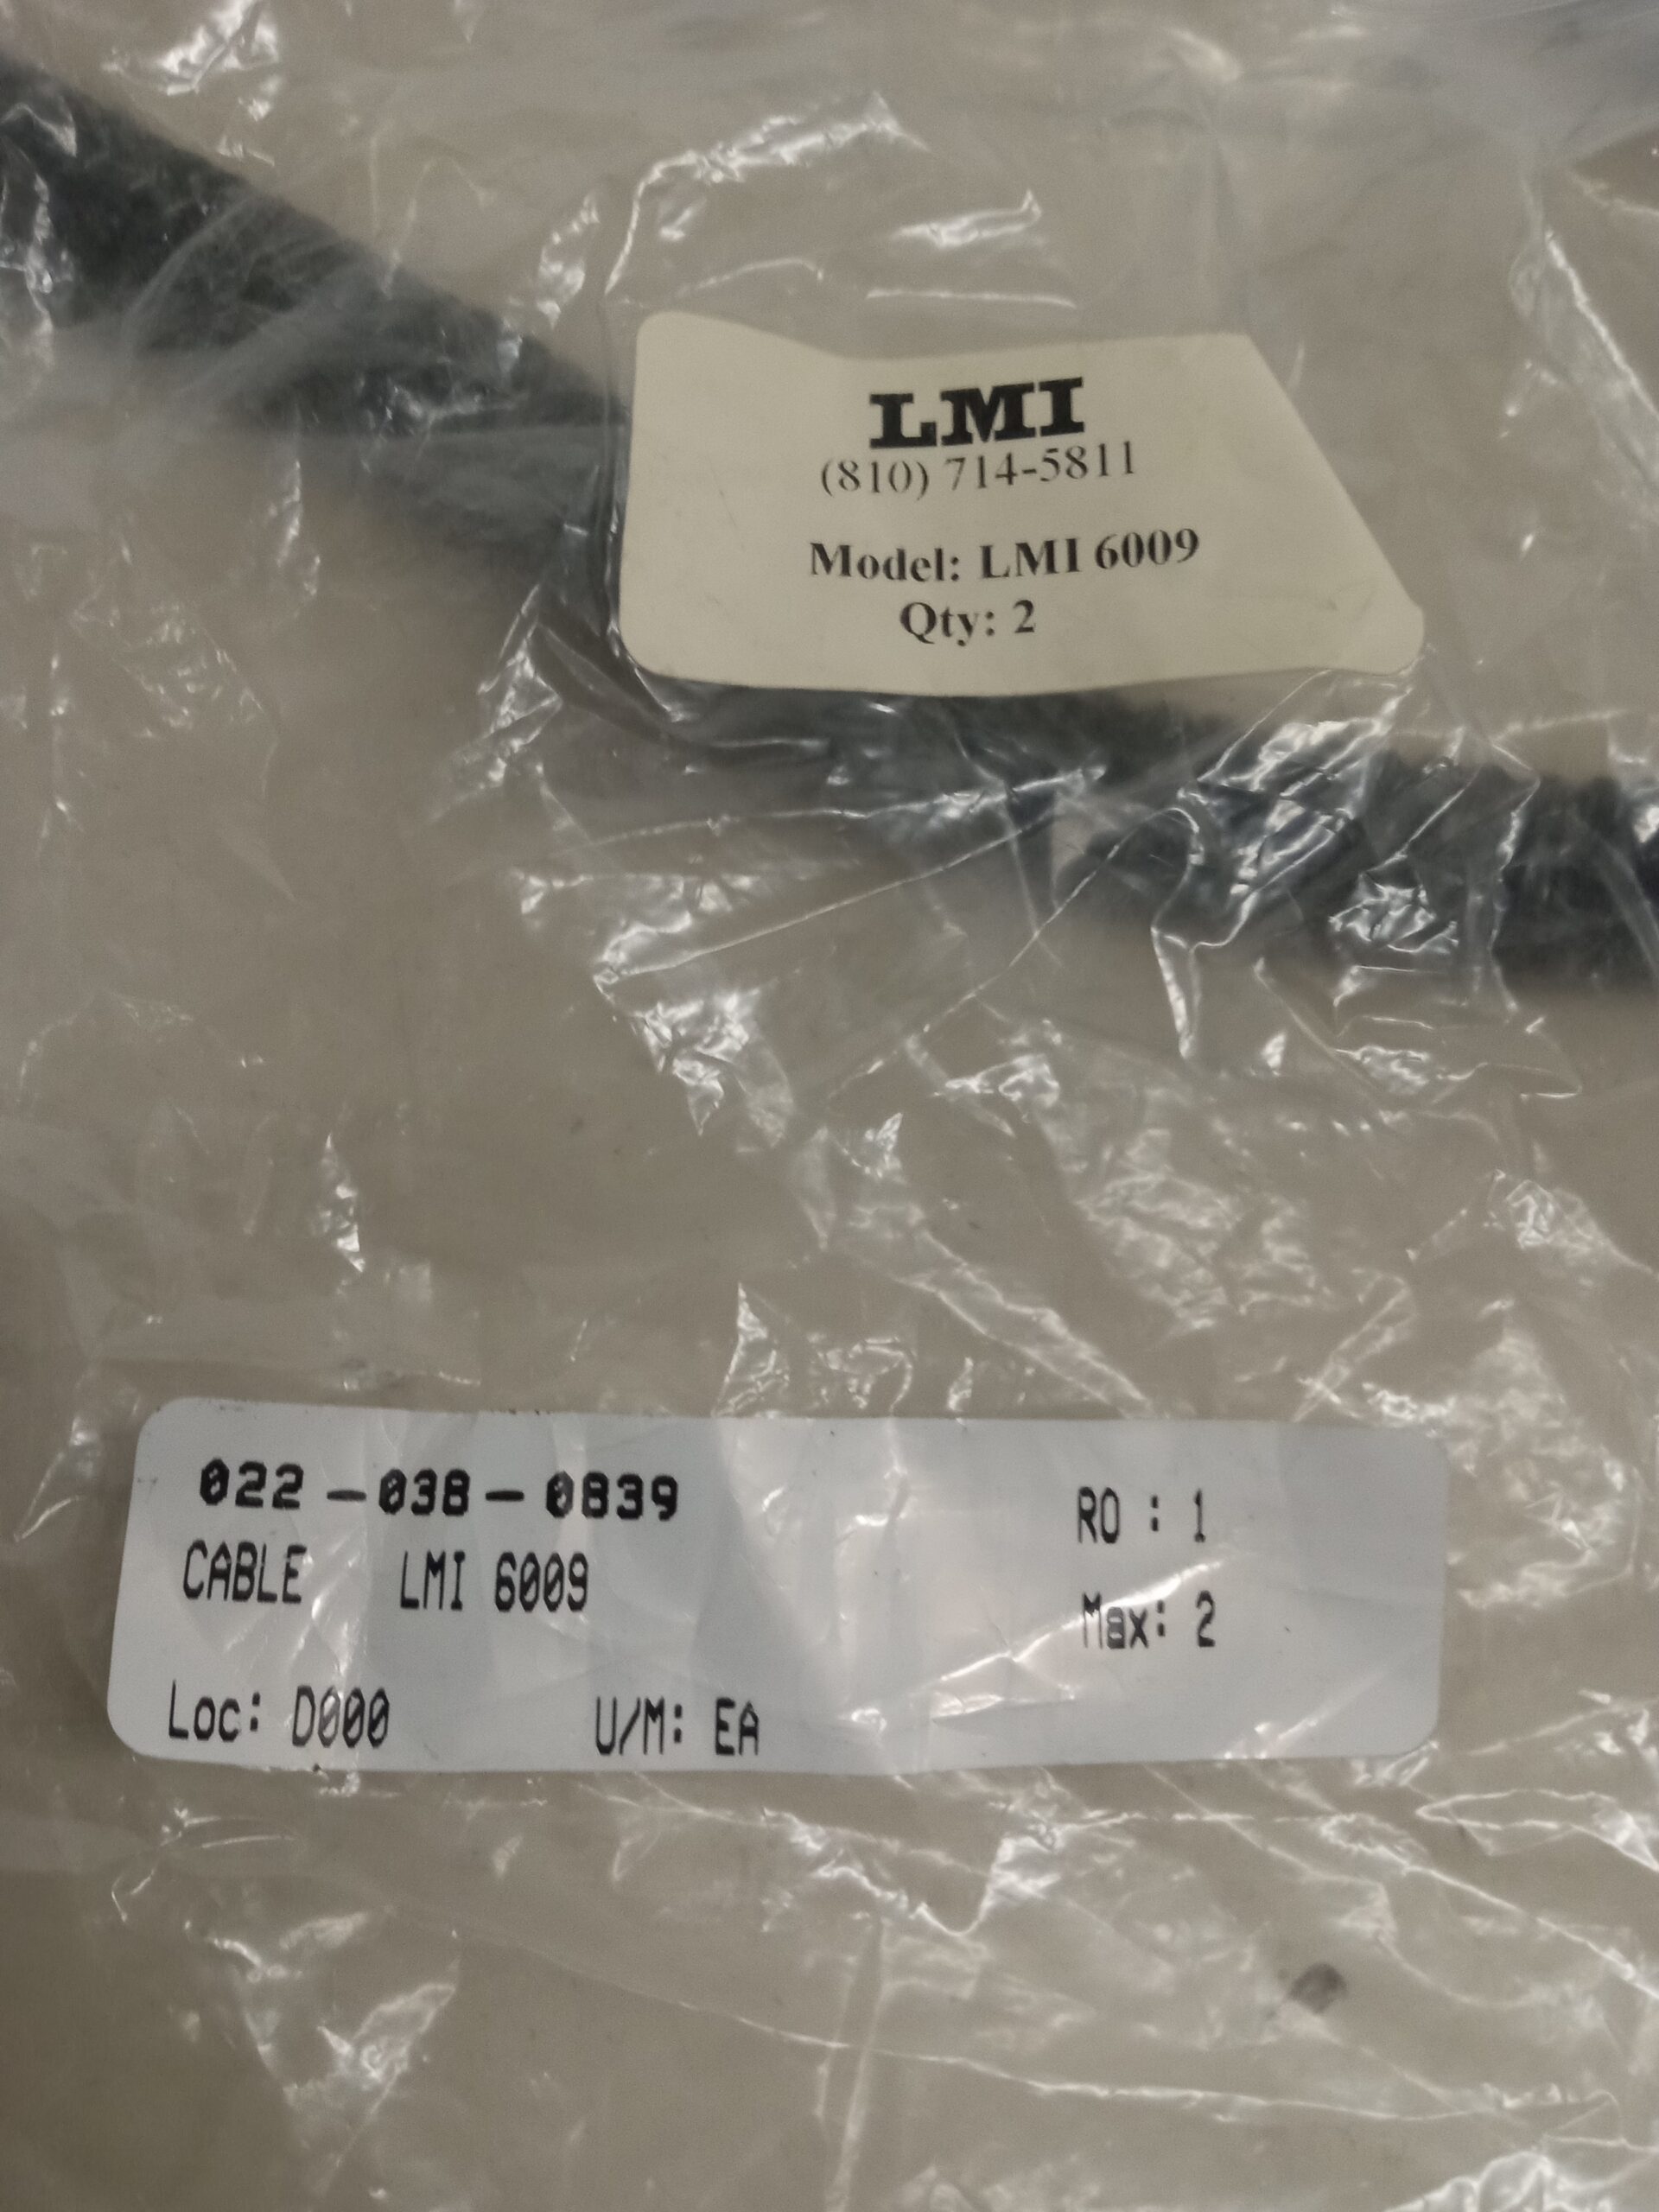 LMI
(810) 714-5811
Model: LMI 6009
Qty: 2
022-038-0839
RO : 1
CABLE LMI 6009
Max: 2
Loc: D000 U/M: EA